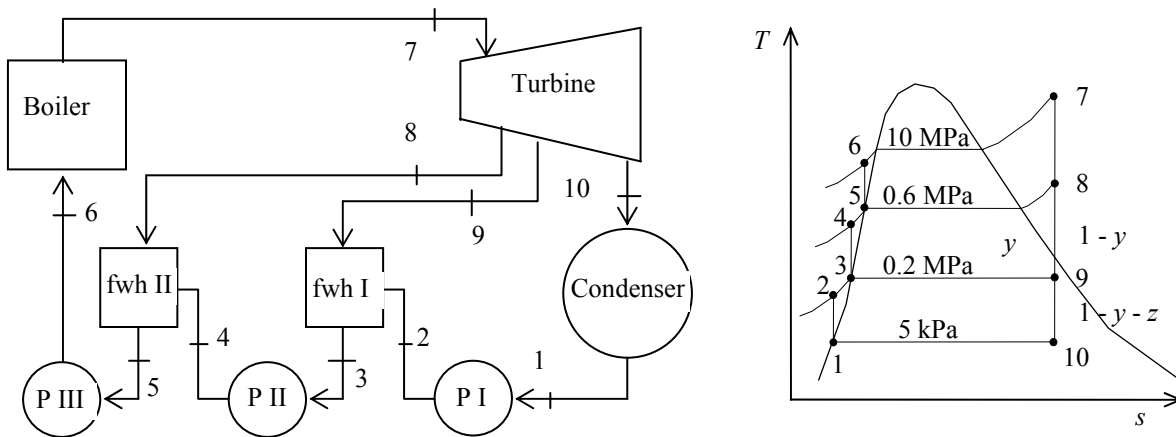 7
Turbine
Boiler
8
10
6
9
fwh II
fwh I
Condenser
4
2
1
5
3
P III
P II
P I
T
7
6
10 MPa
8
5
0.6 MPa
4
y
1 - y
3
0.2 MPa
9
2
1 - y - z
5 kPa
1
10
s